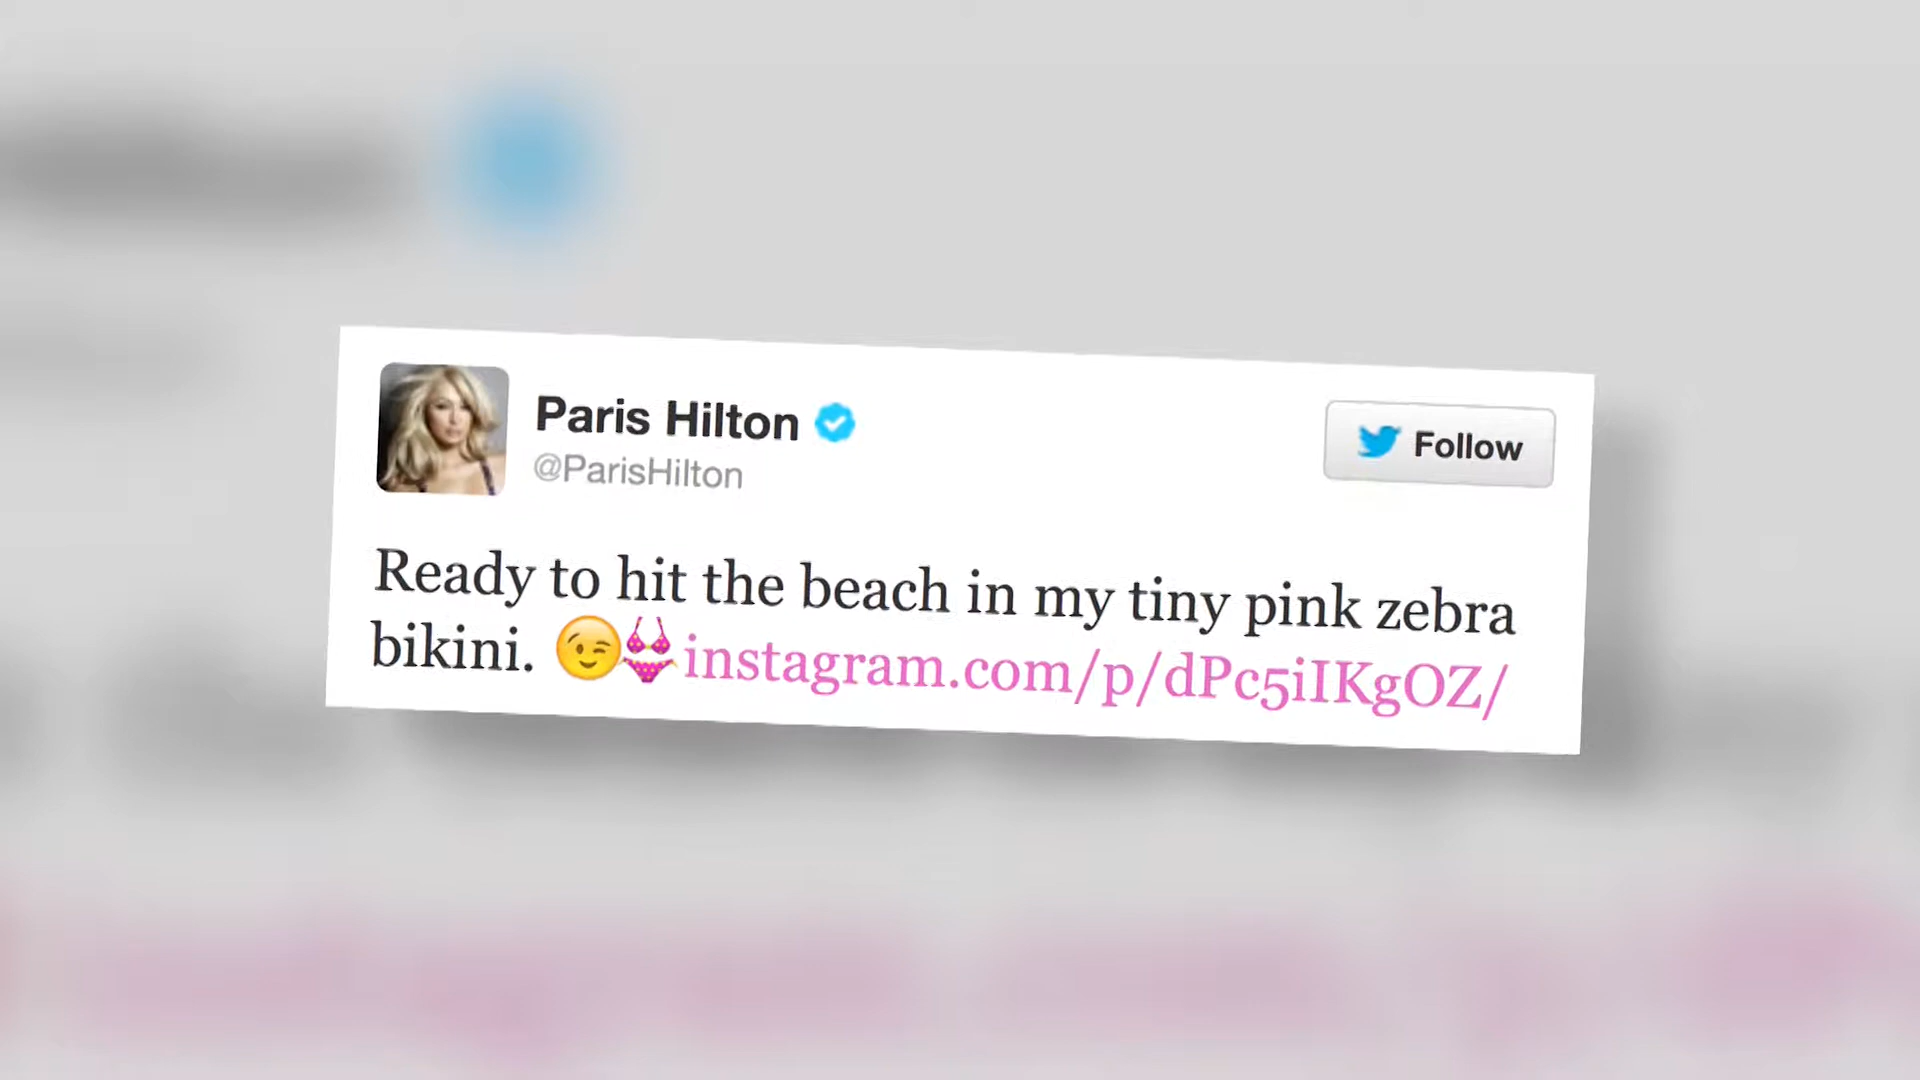 Paris Hilton
@ParisHilton
Follow
Ready to hit the beach in my tiny pink zebra
bikini. 😉👙instagram.com/p/dPc5iIKgOZ/